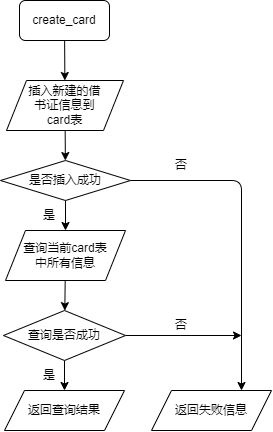 create_card
插入新建的借
书证信息到
card表
是否插入成功
否
是
查询当前card表
中所有信息
查询是否成功
否
是
返回查询结果
返回失败信息